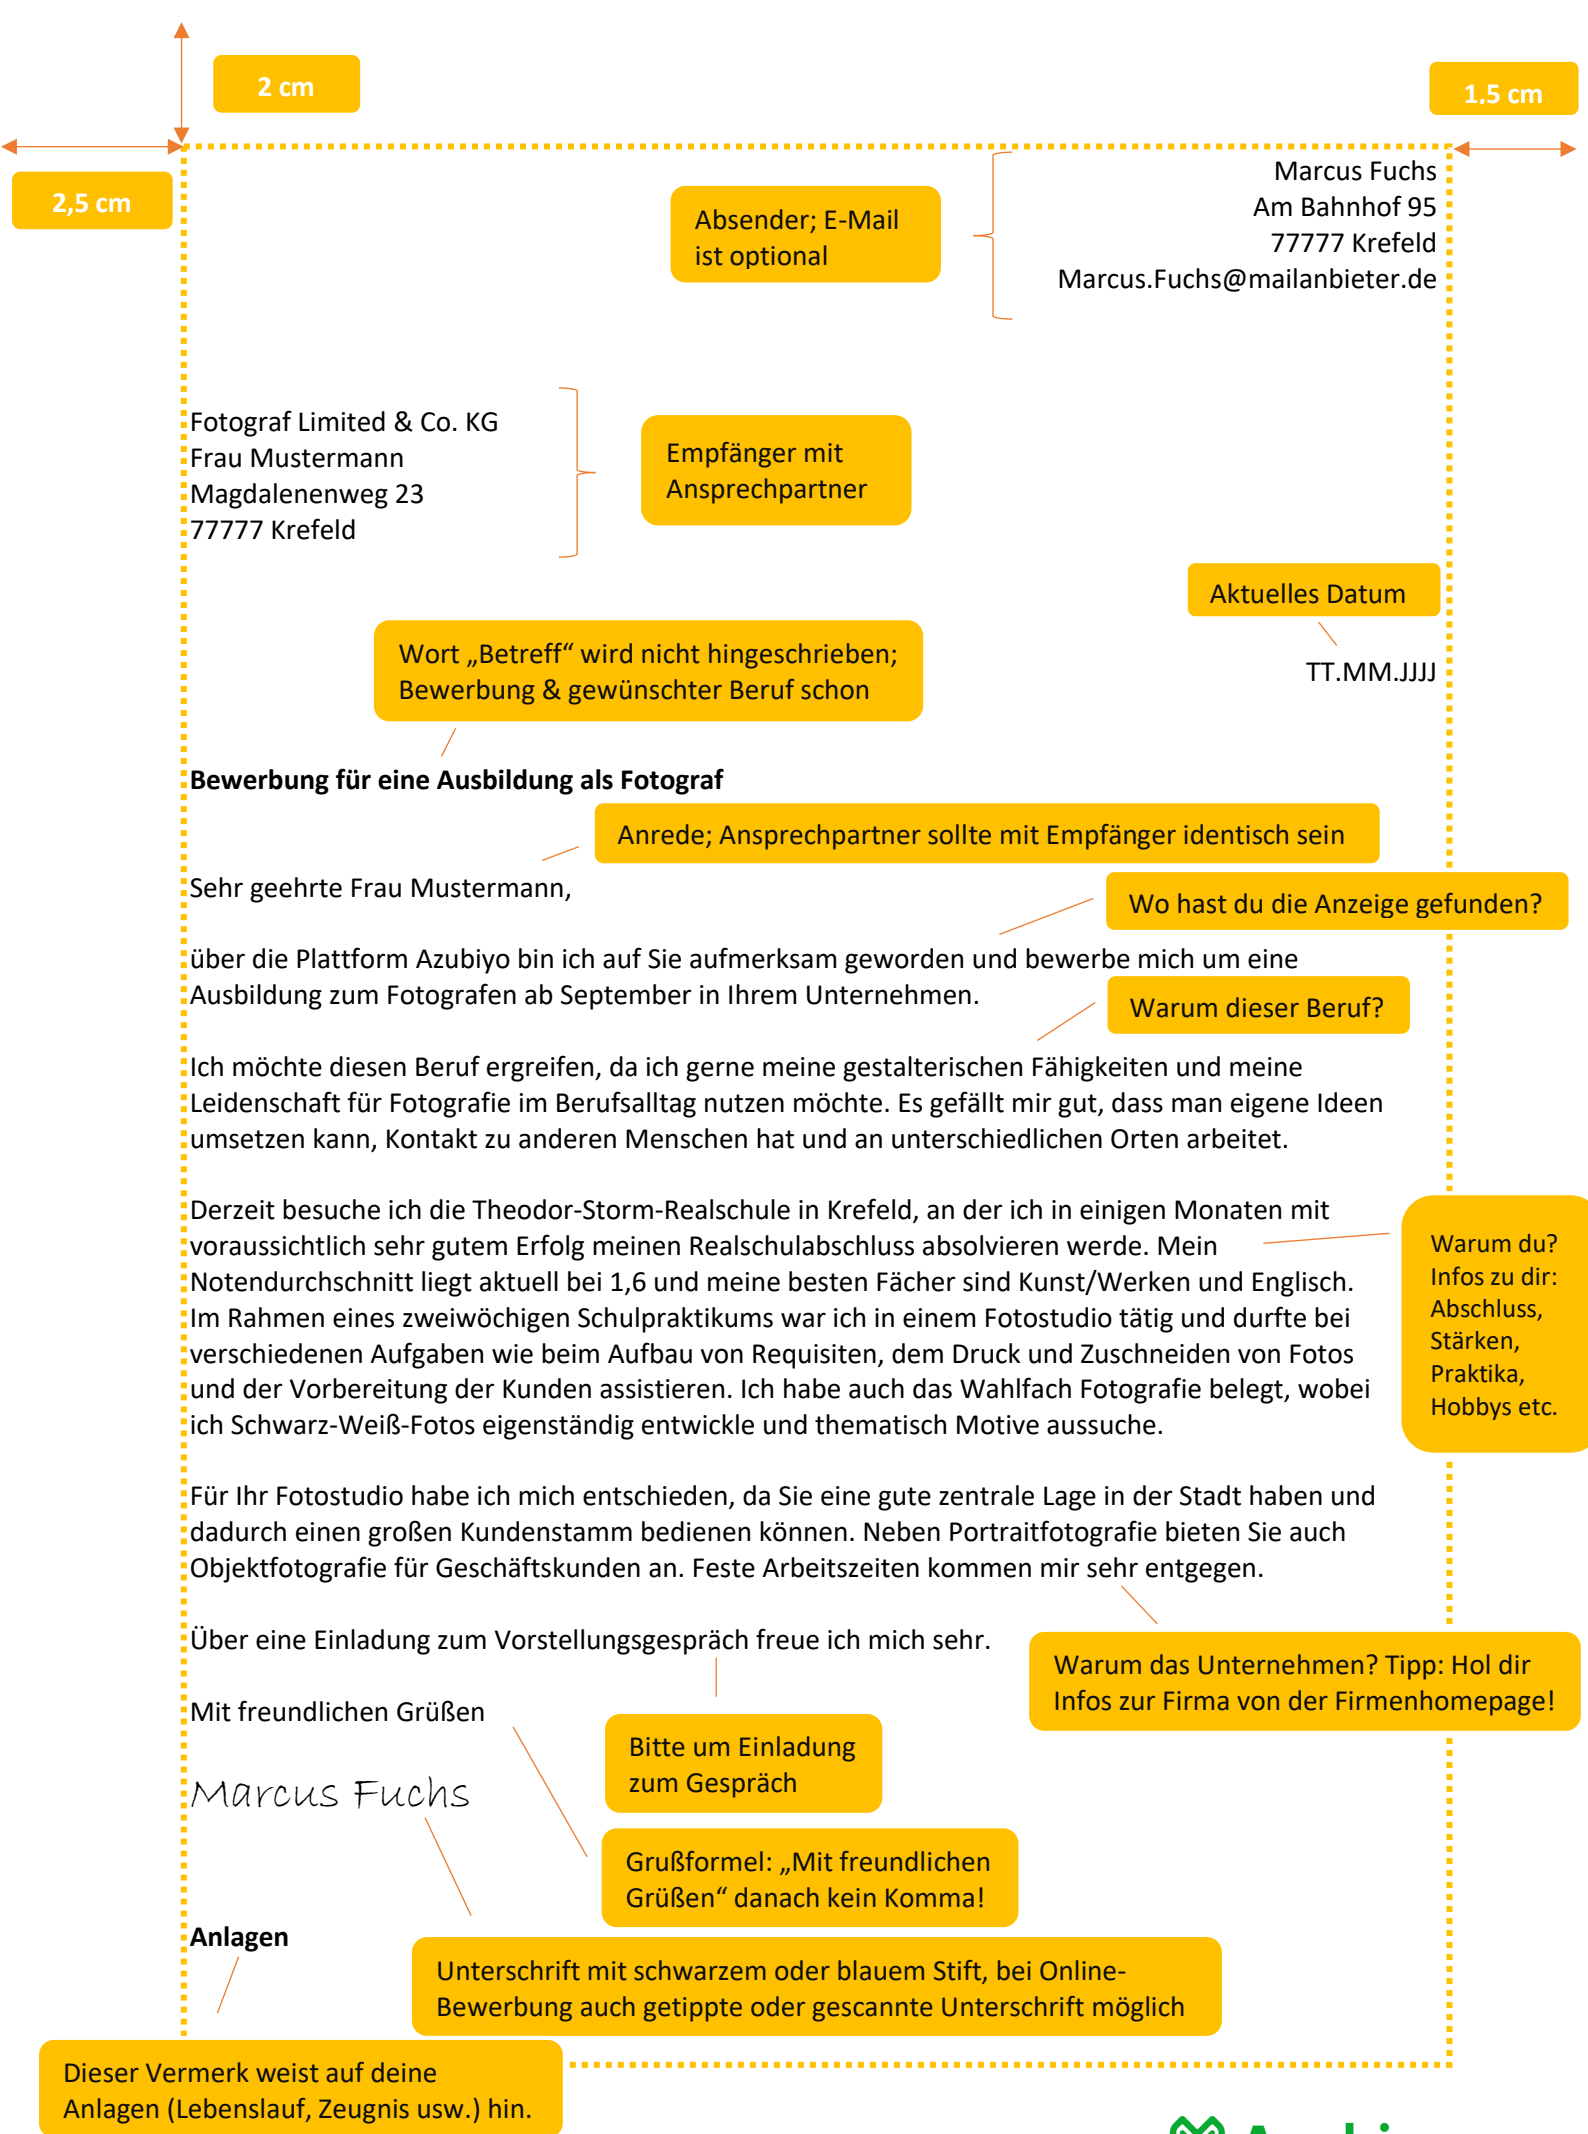 2 cm
1,5 cm
2,5 cm
Marcus Fuchs
Am Bahnhof 95
77777 Krefeld
Marcus.Fuchs@mailanbieter.de
Absender; E-Mail
ist optional
Fotograf Limited & Co. KG
Frau Mustermann
Magdalenenweg 23
77777 Krefeld
Empfänger mit
Ansprechpartner
Aktuelles Datum
TT.MM.JJJJ
Wort „Betreff“ wird nicht hingeschrieben;
Bewerbung & gewünschter Beruf schon
Bewerbung für eine Ausbildung als Fotograf
Anrede; Ansprechpartner sollte mit Empfänger identisch sein
Sehr geehrte Frau Mustermann,
Wo hast du die Anzeige gefunden?
über die Plattform Azubiyo bin ich auf Sie aufmerksam geworden und bewerbe mich um eine
Ausbildung zum Fotografen ab September in Ihrem Unternehmen.
Warum dieser Beruf?
Ich möchte diesen Beruf ergreifen, da ich gerne meine gestalterischen Fähigkeiten und meine
Leidenschaft für Fotografie im Berufsalltag nutzen möchte. Es gefällt mir gut, dass man eigene Ideen
umsetzen kann, Kontakt zu anderen Menschen hat und an unterschiedlichen Orten arbeitet.
Derzeit besuche ich die Theodor-Storm-Realschule in Krefeld, an der ich in einigen Monaten mit
voraussichtlich sehr gutem Erfolg meinen Realschulabschluss absolvieren werde. Mein
Notendurchschnitt liegt aktuell bei 1,6 und meine besten Fächer sind Kunst/Werken und Englisch.
Im Rahmen eines zweiwöchigen Schulpraktikums war ich in einem Fotostudio tätig und durfte bei
verschiedenen Aufgaben wie beim Aufbau von Requisiten, dem Druck und Zuschneiden von Fotos
und der Vorbereitung der Kunden assistieren. Ich habe auch das Wahlfach Fotografie belegt, wobei
ich Schwarz-Weiß-Fotos eigenständig entwickle und thematisch Motive aussuche.
Warum du?
Infos zu dir:
Abschluss,
Stärken,
Praktika,
Hobbys etc.
Für Ihr Fotostudio habe ich mich entschieden, da Sie eine gute zentrale Lage in der Stadt haben und
dadurch einen großen Kundenstamm bedienen können. Neben Portraitfotografie bieten Sie auch
Objektfotografie für Geschäftskunden an. Feste Arbeitszeiten kommen mir sehr entgegen.
Über eine Einladung zum Vorstellungsgespräch freue ich mich sehr.
Warum das Unternehmen? Tipp: Hol dir
Infos zur Firma von der Firmenhomepage!
Mit freundlichen Grüßen
Bitte um Einladung
zum Gespräch
Marcus Fuchs
Grußformel: „Mit freundlichen
Grüßen“ danach kein Komma!
Anlagen
Unterschrift mit schwarzem oder blauem Stift, bei Online-
Bewerbung auch getippte oder gescannte Unterschrift möglich
Dieser Vermerk weist auf deine
Anlagen (Lebenslauf, Zeugnis usw.) hin.